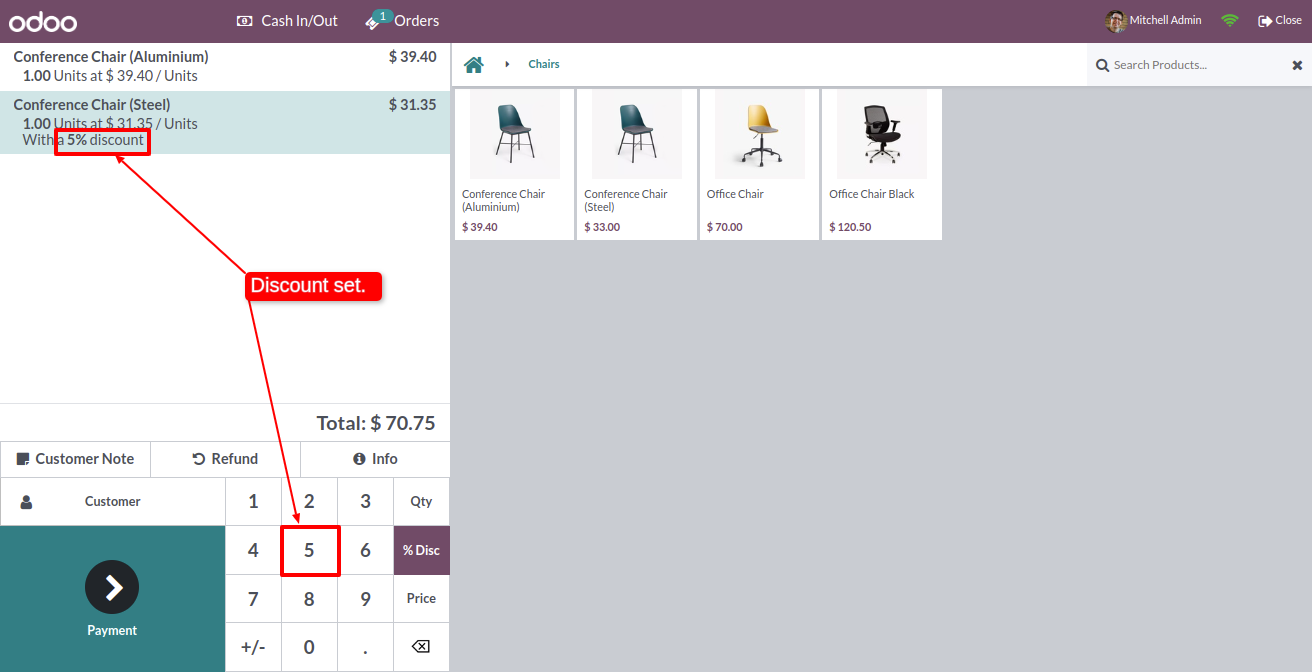 odoo
Cash In/Out
1
Orders
Mitchell Admin
Close
Conference Chair (Aluminium) $ 39.40
1.00 Units at $ 39.40 / Units
Conference Chair (Steel) $ 31.35
1.00 Units at $ 31.35 / Units
With a 5% discount
Discount set.
Total: $ 70.75
Customer Note
Refund
Info
Customer
1 2 3 Qty
4 5 6 % Disc
7 8 9 Price
+/- 0 .
Payment
Chairs
Search Products...
Conference Chair
(Aluminium)
$ 39.40
Conference Chair
(Steel)
$ 33.00
Office Chair
$ 70.00
Office Chair Black
$ 120.50